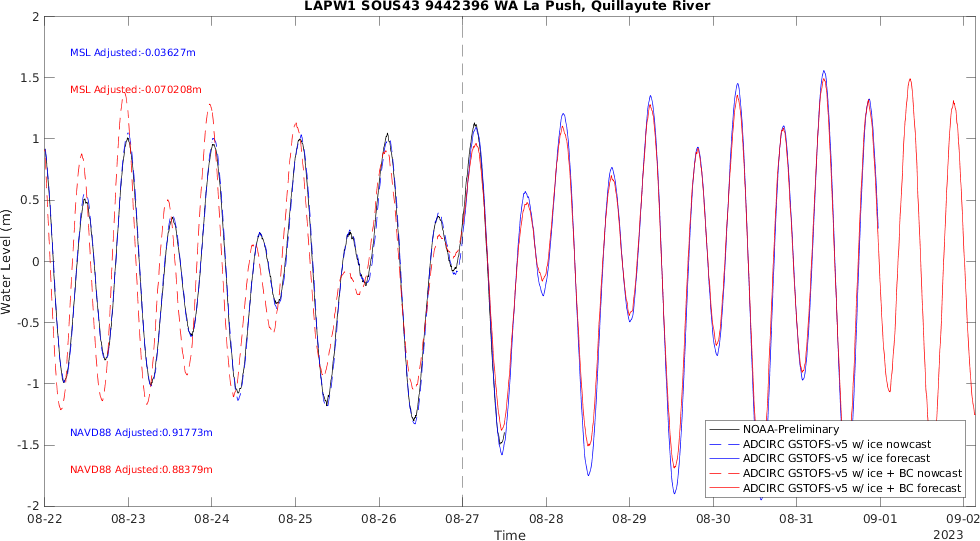 LAPW1 SOUS43 9442396 WA La Push, Quillayute River
2
1.5
1
0.5
0
-0.5
-1
-1.5
-2
Water Level (m)
MSL Adjusted:-0.03627m
MSL Adjusted:-0.070208m
NAVD88 Adjusted:0.91773m
NAVD88 Adjusted:0.88379m
NOAA-Preliminary
ADCIRC GSTOFS-v5 w/ ice nowcast
ADCIRC GSTOFS-v5 w/ ice forecast
ADCIRC GSTOFS-v5 w/ ice + BC nowcast
ADCIRC GSTOFS-v5 w/ ice + BC forecast
08-22 08-23 08-24 08-25 08-26 08-27 08-28 08-29 08-30 08-31 09-01 09-02
Time
2023